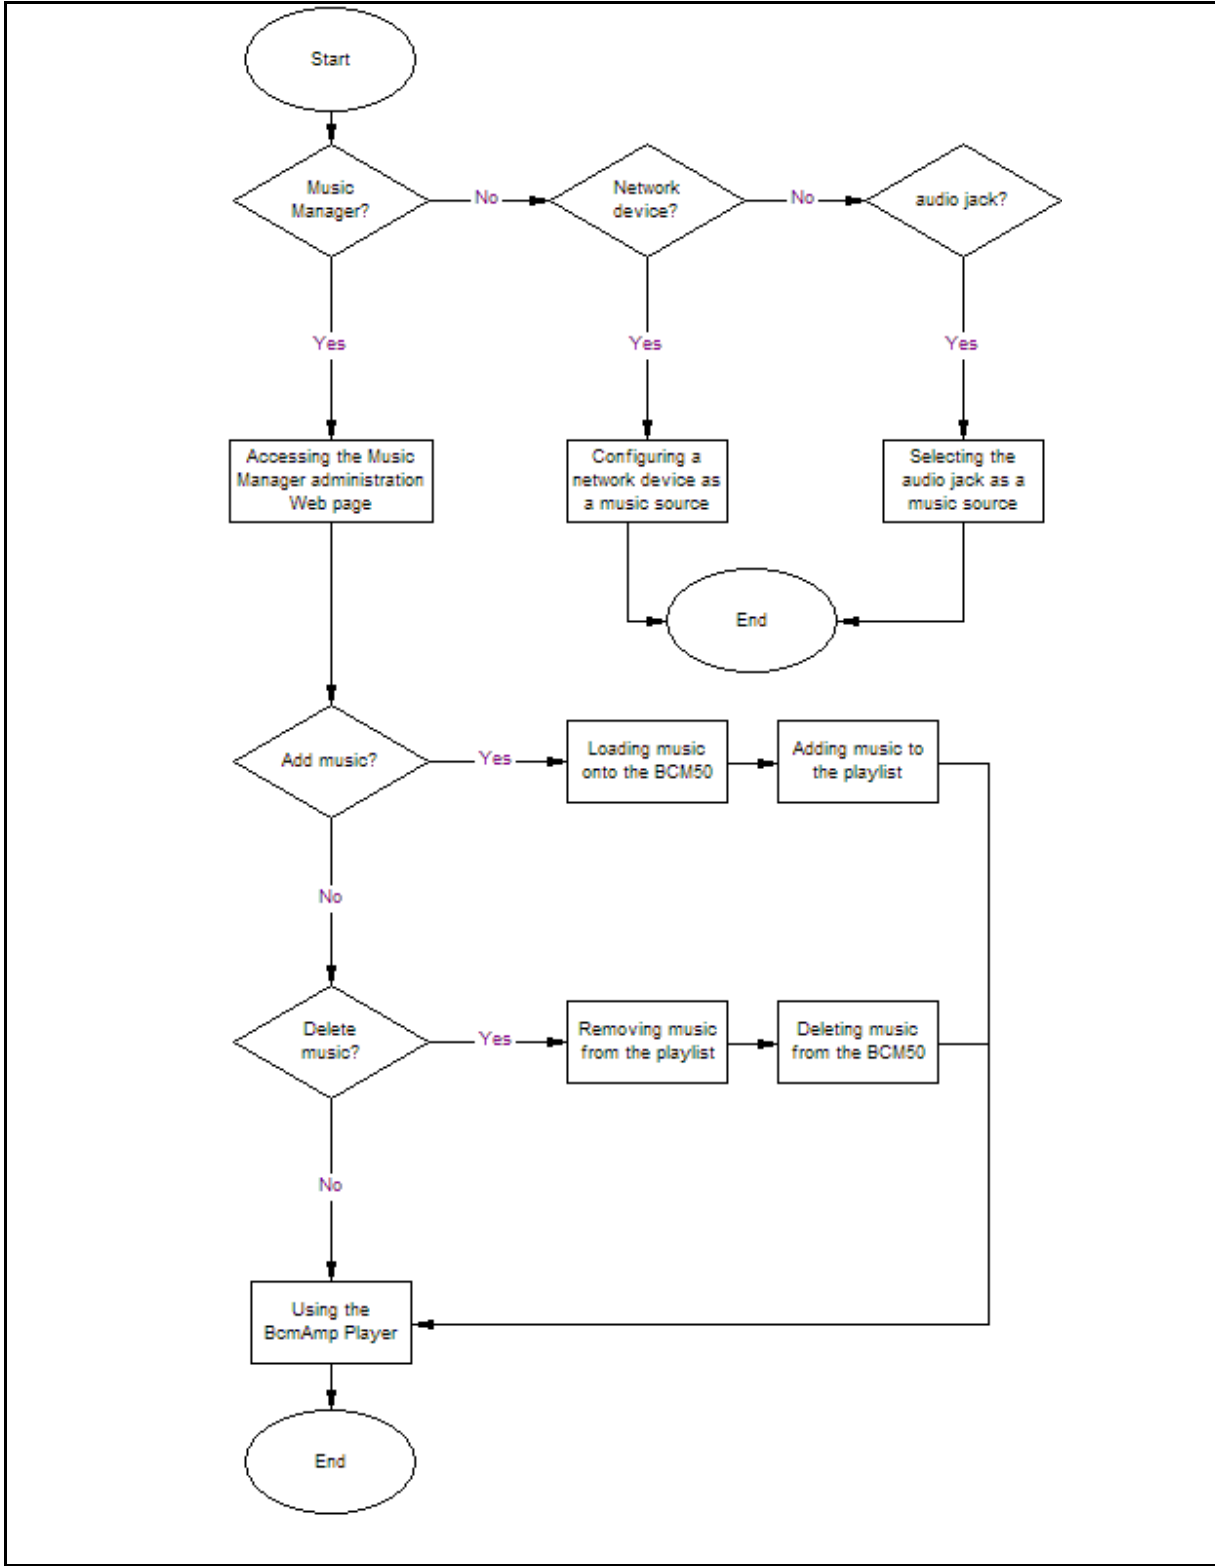 Start
Music
Manager?
No
Network
device?
No
audio jack?
Yes
Yes
Yes
Accessing the Music
Manager administration
Web page
Configuring a
network device as
a music source
Selecting the
audio jack as a
music source
End
Add music?
Yes
Loading music
onto the BCM50
Adding music to
the playlist
No
Delete
music?
Yes
Removing music
from the playlist
Deleting music
from the BCM50
No
Using the
BcmAmp Player
End